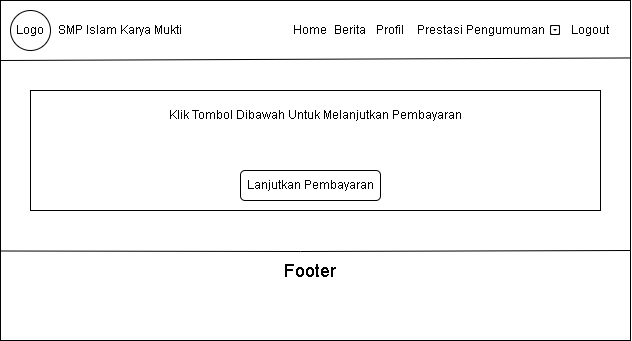 Logo SMP Islam Karya Mukti Home Berita Profil Prestasi Pengumuman Logout
Klik Tombol Dibawah Untuk Melanjutkan Pembayaran
Lanjutkan Pembayaran
Footer